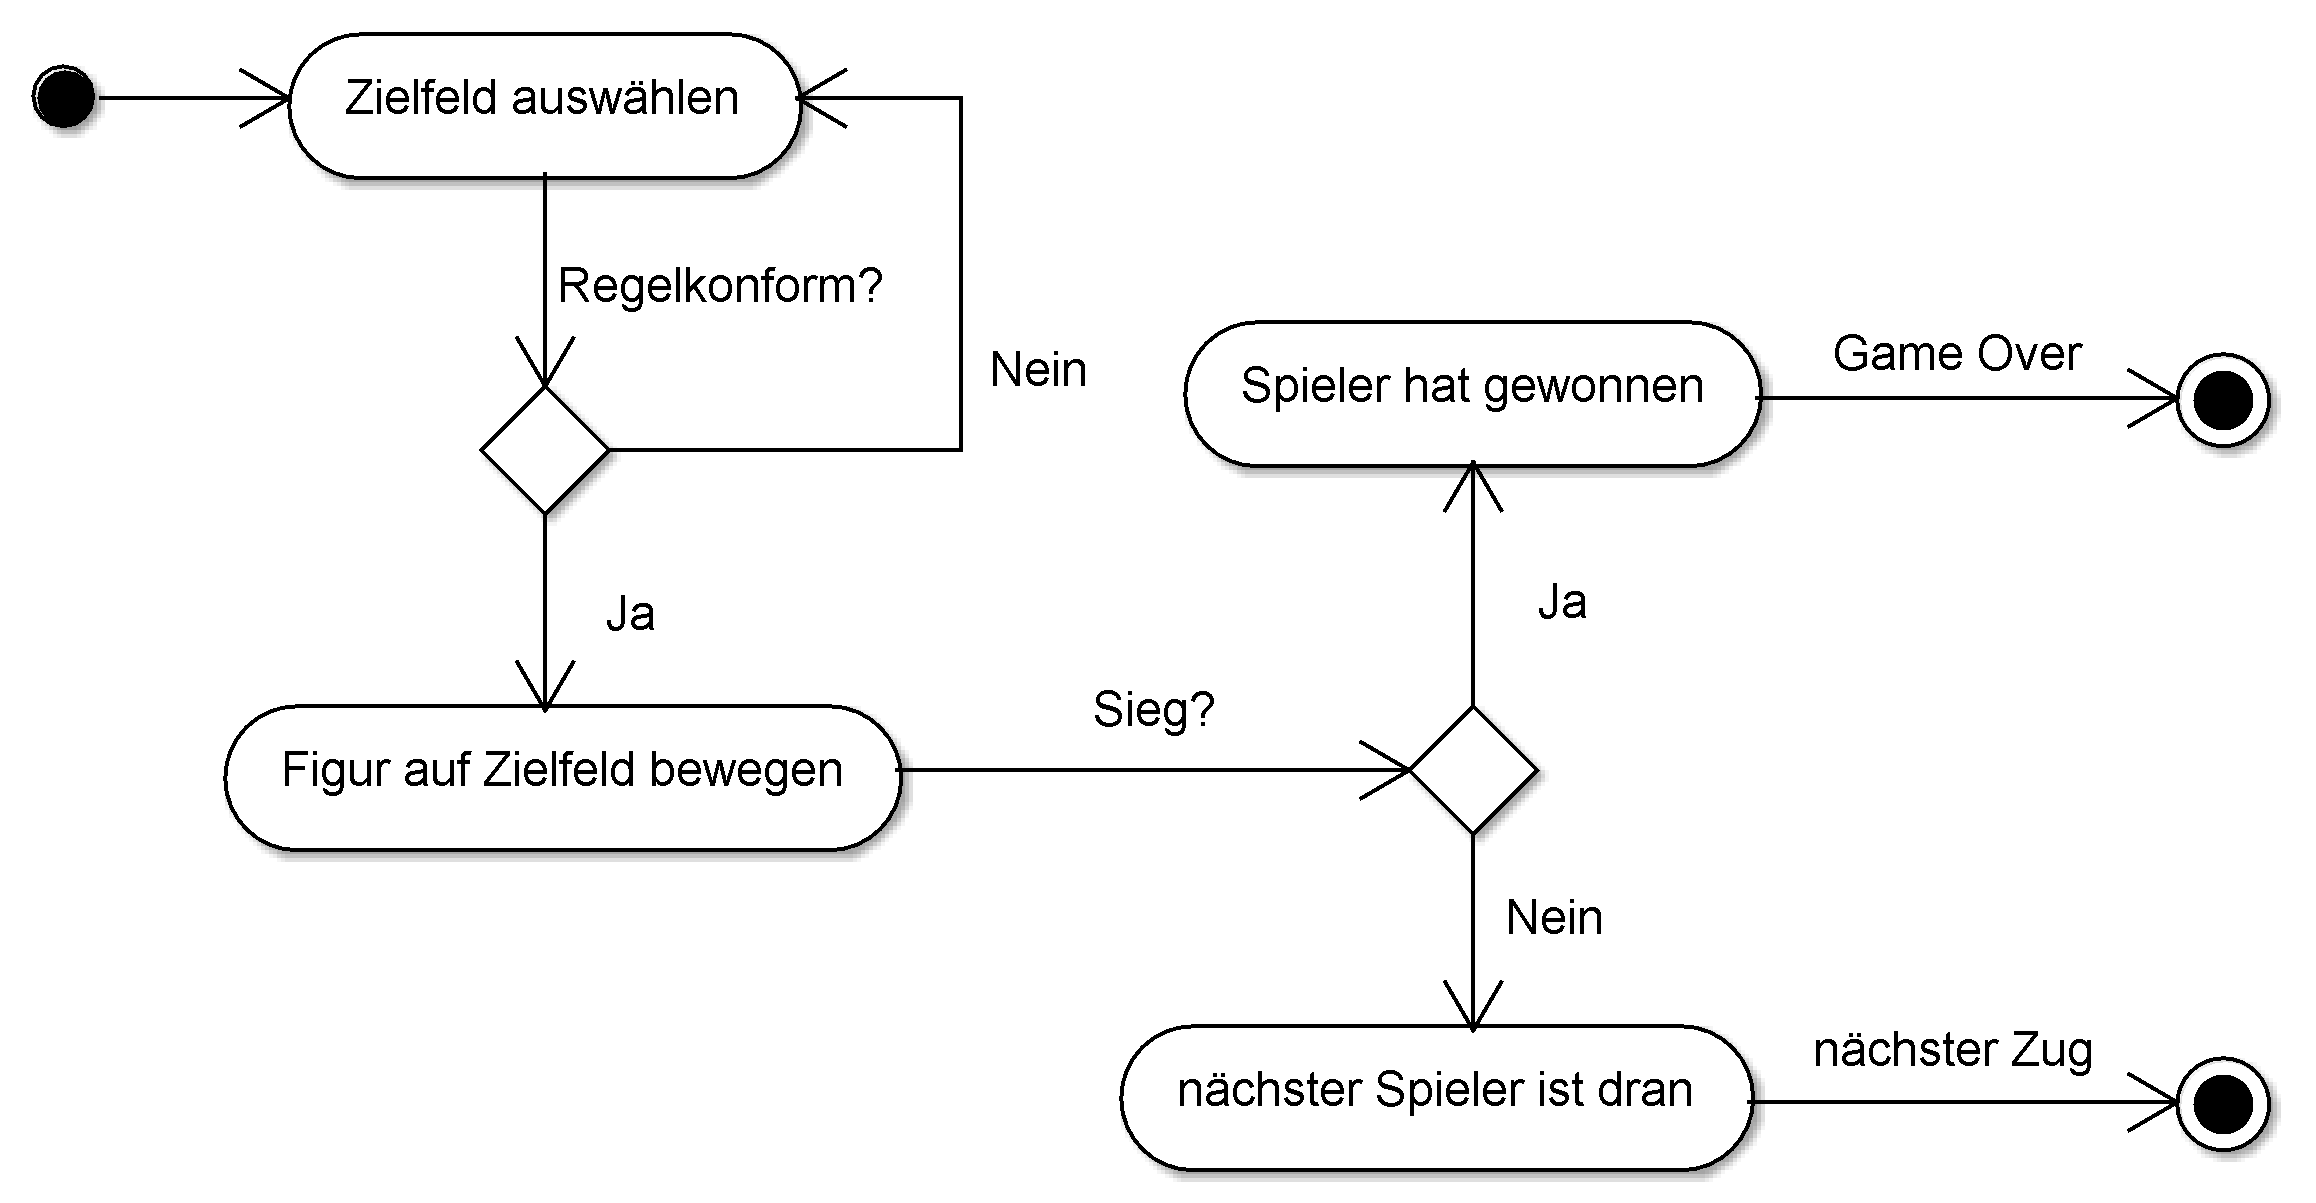 Zielfeld auswählen
Regelkonform?
Nein
Ja
Figur auf Zielfeld bewegen
Sieg?
Ja
Spieler hat gewonnen
Game Over
Nein
nächster Spieler ist dran
nächster Zug